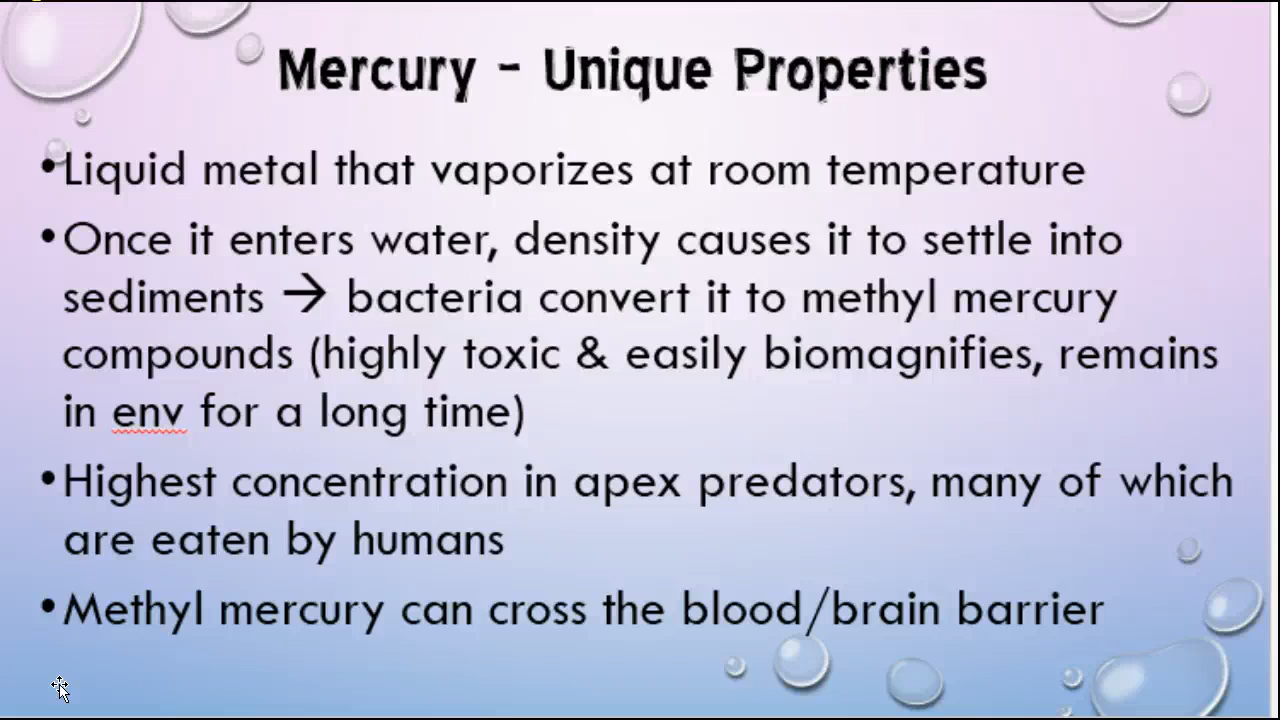 Mercury - Unique Properties
•Liquid metal that vaporizes at room temperature
•Once it enters water, density causes it to settle into
sediments → bacteria convert it to methyl mercury
compounds (highly toxic & easily biomagnifies, remains
in env for a long time)
•Highest concentration in apex predators, many of which
are eaten by humans
•Methyl mercury can cross the blood/brain barrier